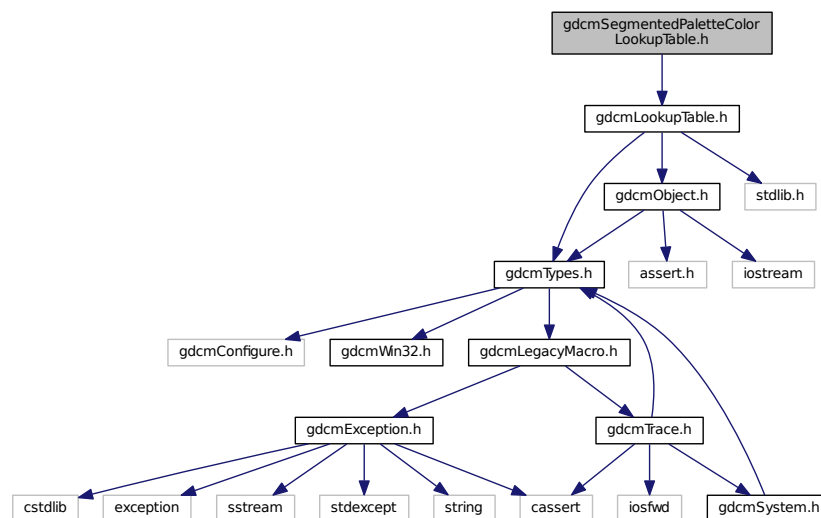 gdcmSegmentedPaletteColor
LookupTable.h
gdcmLookupTable.h
gdcmObject.h
stdlib.h
gdcmTypes.h
assert.h
iostream
gdcmConfigure.h
gdcmWin32.h
gdcmLegacyMacro.h
gdcmException.h
gdcmTrace.h
cstdlib
exception
sstream
stdexcept
string
cassert
iosfwd
gdcmSystem.h